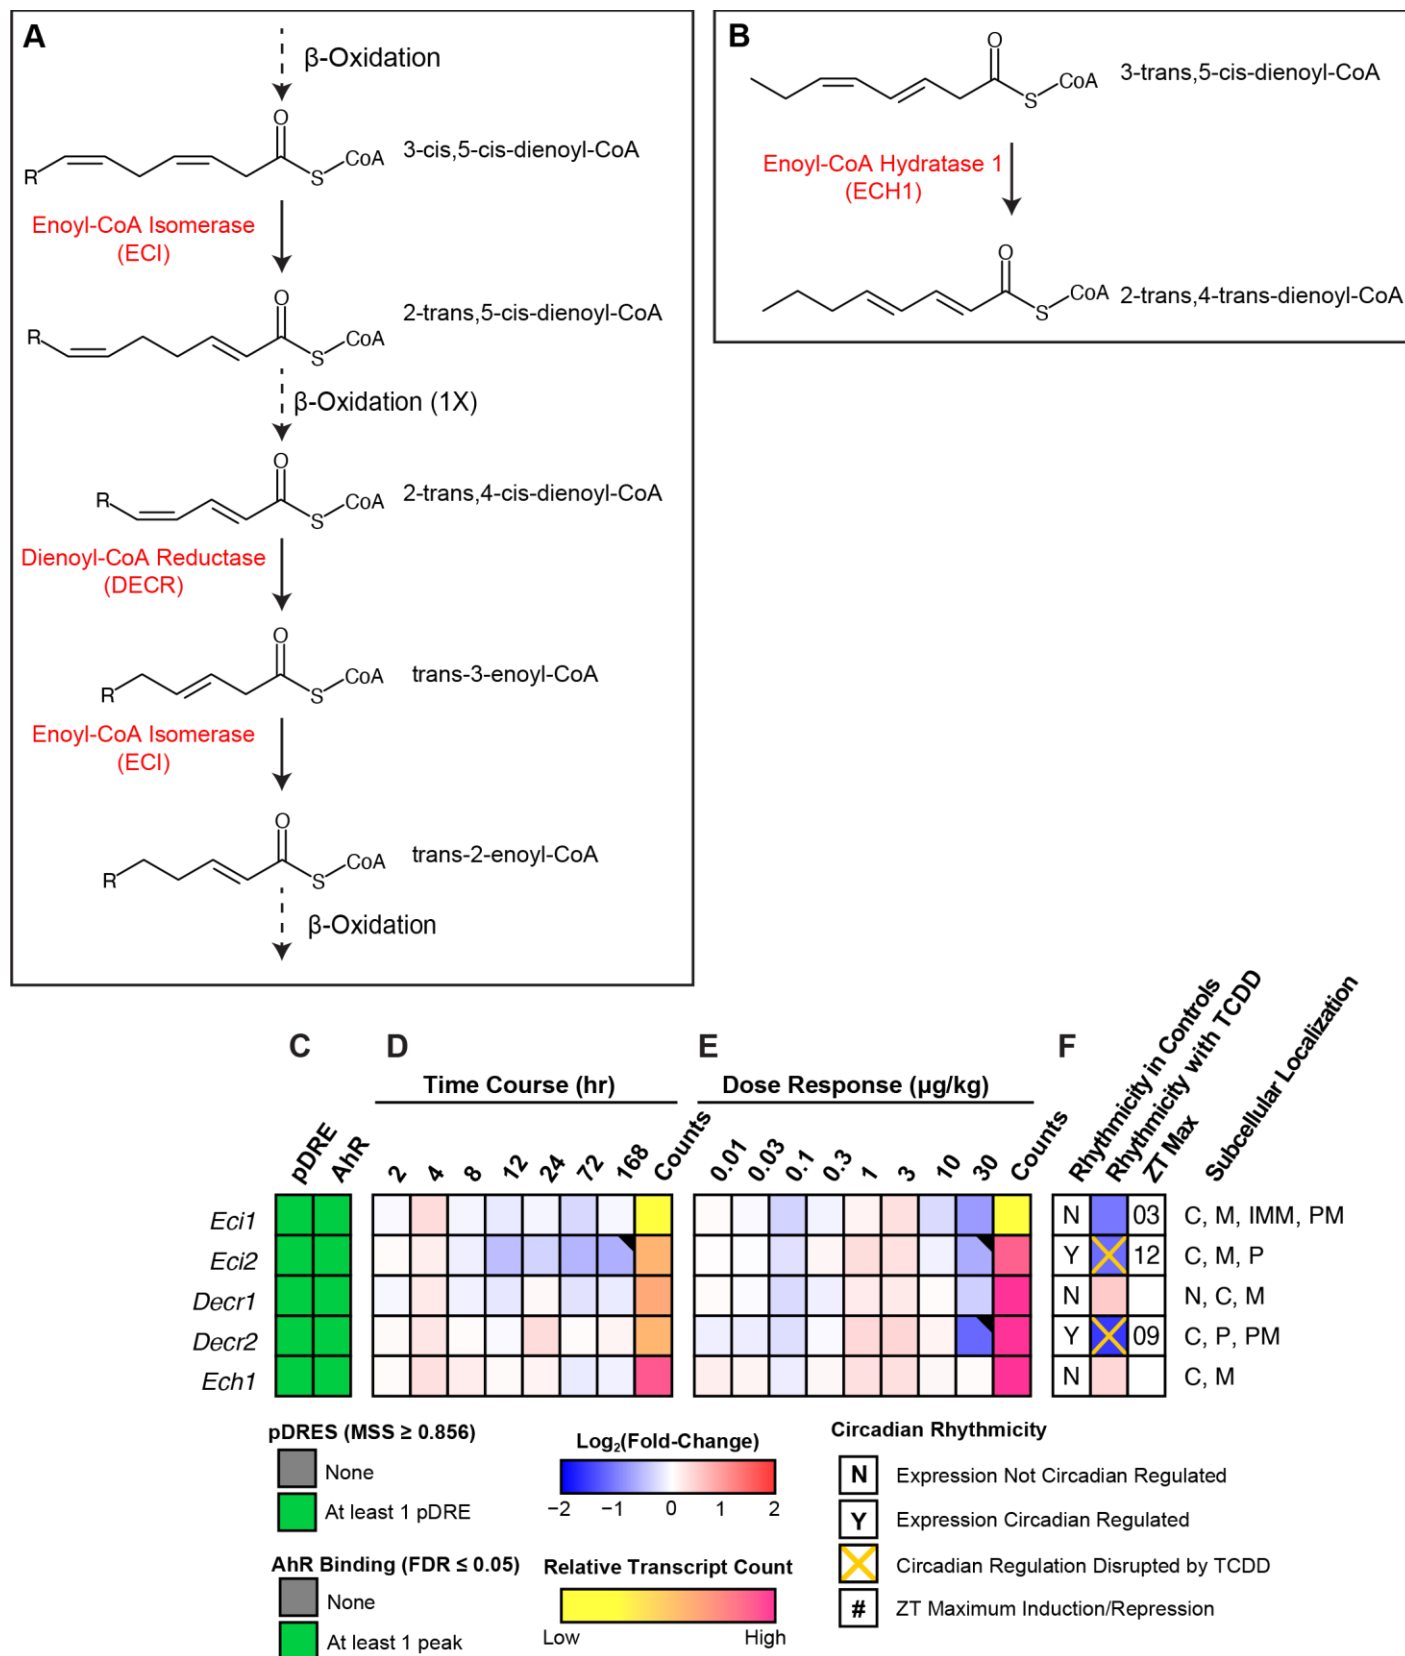 A
β-Oxidation
O
R
S
CoA
3-cis,5-cis-dienoyl-CoA
Enoyl-CoA Isomerase
(ECI)
O
R
S
CoA
2-trans,5-cis-dienoyl-CoA
β-Oxidation (1X)
O
R
S
CoA
2-trans,4-cis-dienoyl-CoA
Dienoyl-CoA Reductase
(DECR)
O
R
S
CoA
trans-3-enoyl-CoA
Enoyl-CoA Isomerase
(ECI)
O
R
S
CoA
trans-2-enoyl-CoA
β-Oxidation
B
O
S
CoA
3-trans,5-cis-dienoyl-CoA
Enoyl-CoA Hydratase 1
(ECH1)
O
S
CoA
2-trans,4-trans-dienoyl-CoA
C D E F
Time Course (hr)
Dose Response (µg/kg)
pDRE AhR
2 4 8 12 24 72 168 Counts
0.01 0.03 0.1 0.3 1 3 10 30 Counts
Rhythmicity in Controls
Rhythmicity with TCDD
ZT Max
Subcellular Localization
Eci1 N 03 C, M, IMM, PM
Eci2 Y 12 C, M, P
Decr1 N N, C, M
Decr2 Y 09 C, P, PM
Ech1 N C, M
pDRES (MSS ≥ 0.856)
None
At least 1 pDRE
AhR Binding (FDR ≤ 0.05)
None
At least 1 peak
Log₂(Fold-Change)
−2 −1 0 1 2
Relative Transcript Count
Low High
Circadian Rhythmicity
N Expression Not Circadian Regulated
Y Expression Circadian Regulated
Circadian Regulation Disrupted by TCDD
# ZT Maximum Induction/Repression